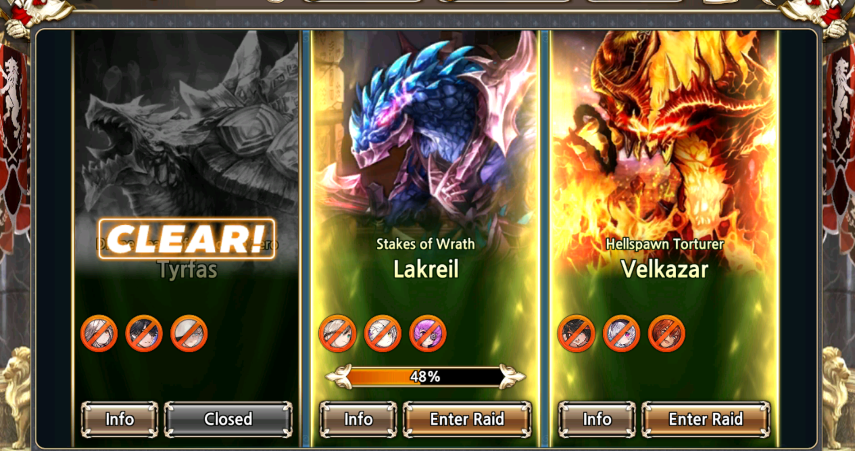 CLEAR!
Tyrfas
Info
Closed
Stakes of Wrath
Lakreil
48%
Info
Enter Raid
Hellspawn Torturer
Velkazar
Info
Enter Raid